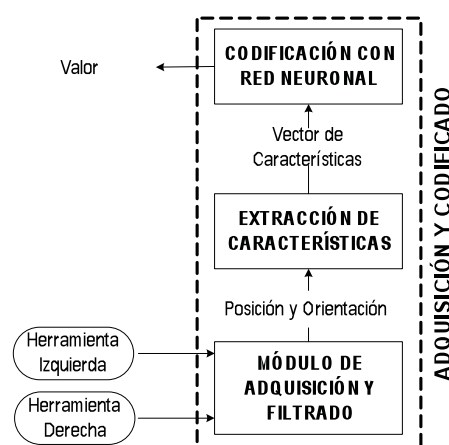 CODIFICACIÓN CON
RED NEURONAL
Valor
Vector de
Características
EXTRACCIÓN DE
CARACTERÍSTICAS
Posición y Orientación
Herramienta
Izquierda
MÓDULO DE
ADQUISICIÓN Y
FILTRADO
Herramienta
Derecha
ADQUISICIÓN Y CODIFICADO